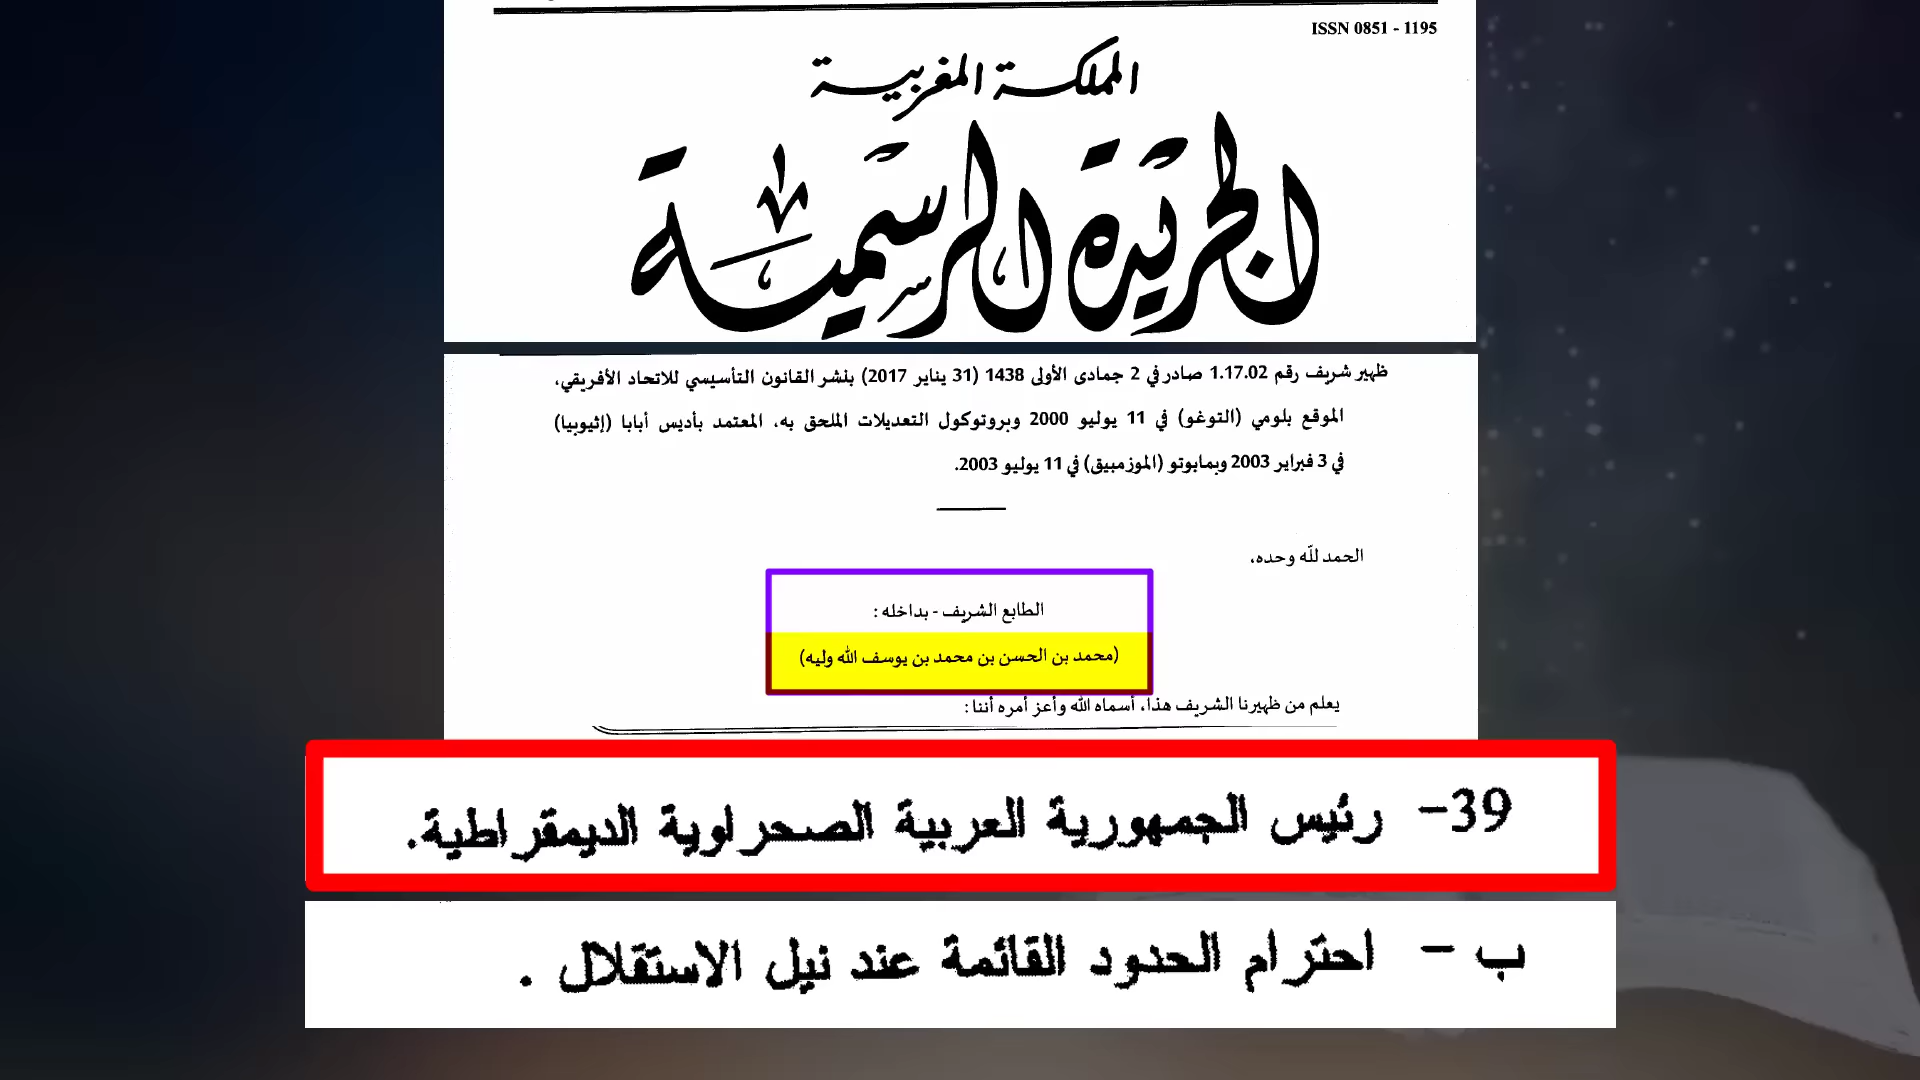 ISSN 0851 - 1195
المملكة المغربية
الجريدة الرسمية
ظهير شريف رقم 1.17.02 صادر في 2 جمادى الأولى 1438 (31 يناير 2017) بنشر القانون التأسيسي للاتحاد الأفريقي،
الموقع بلومي (التوغو) في 11 يوليو 2000 وبروتوكول التعديلات الملحق به، المعتمد بأديس أبابا (إثيوبيا)
في 3 فبراير 2003 وبمابوتو (الموزمبيق) في 11 يوليو 2003.
الحمد لله وحده،
الطابع الشريف - بداخله :
(محمد بن الحسن بن محمد بن يوسف الله وليه)
يعلم من ظهيرنا الشريف هذا، أسماه الله وأعز أمره أننا :
39- رئيس الجمهورية العربية الصحراوية الديمقراطية.
ب - احترام الحدود القائمة عند نيل الاستقلال .